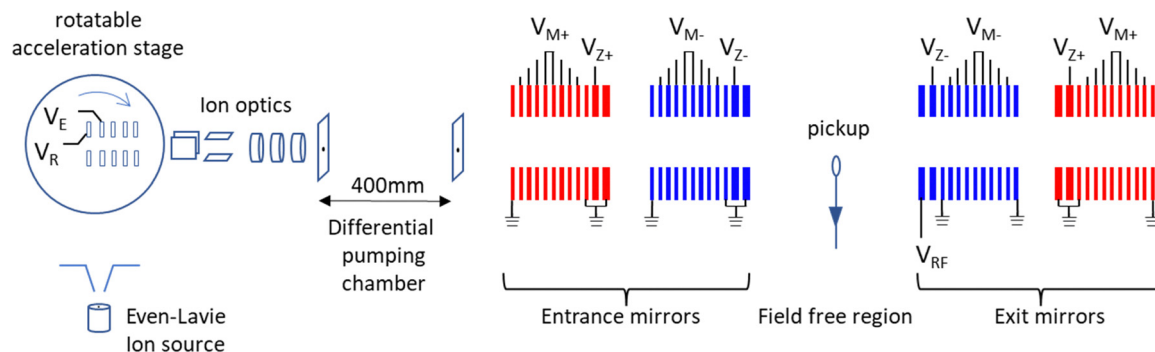 rotatable
acceleration stage
V_E
V_R
Ion optics
400mm
Differential
pumping
chamber
Even-Lavie
Ion source
V_M+
V_Z+
V_M-
V_Z-
Entrance mirrors
pickup
Field free region
V_Z-
V_M-
V_Z+
V_M+
V_RF
Exit mirrors